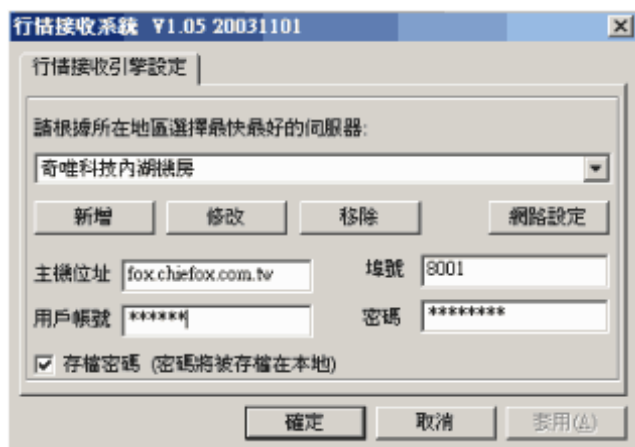 行情接收系統 V1.05 20031101
行情接收引擎設定
請根據所在地區選擇最快最好的伺服器:
奇唯科技內湖機房
新增 修改 移除 網路設定
主機位址 fox.chiefox.com.tw 埠號 8001
用戶帳號 ****** 密碼 ********
存檔密碼 (密碼將被存檔在本地)
確定 取消 套用(A)